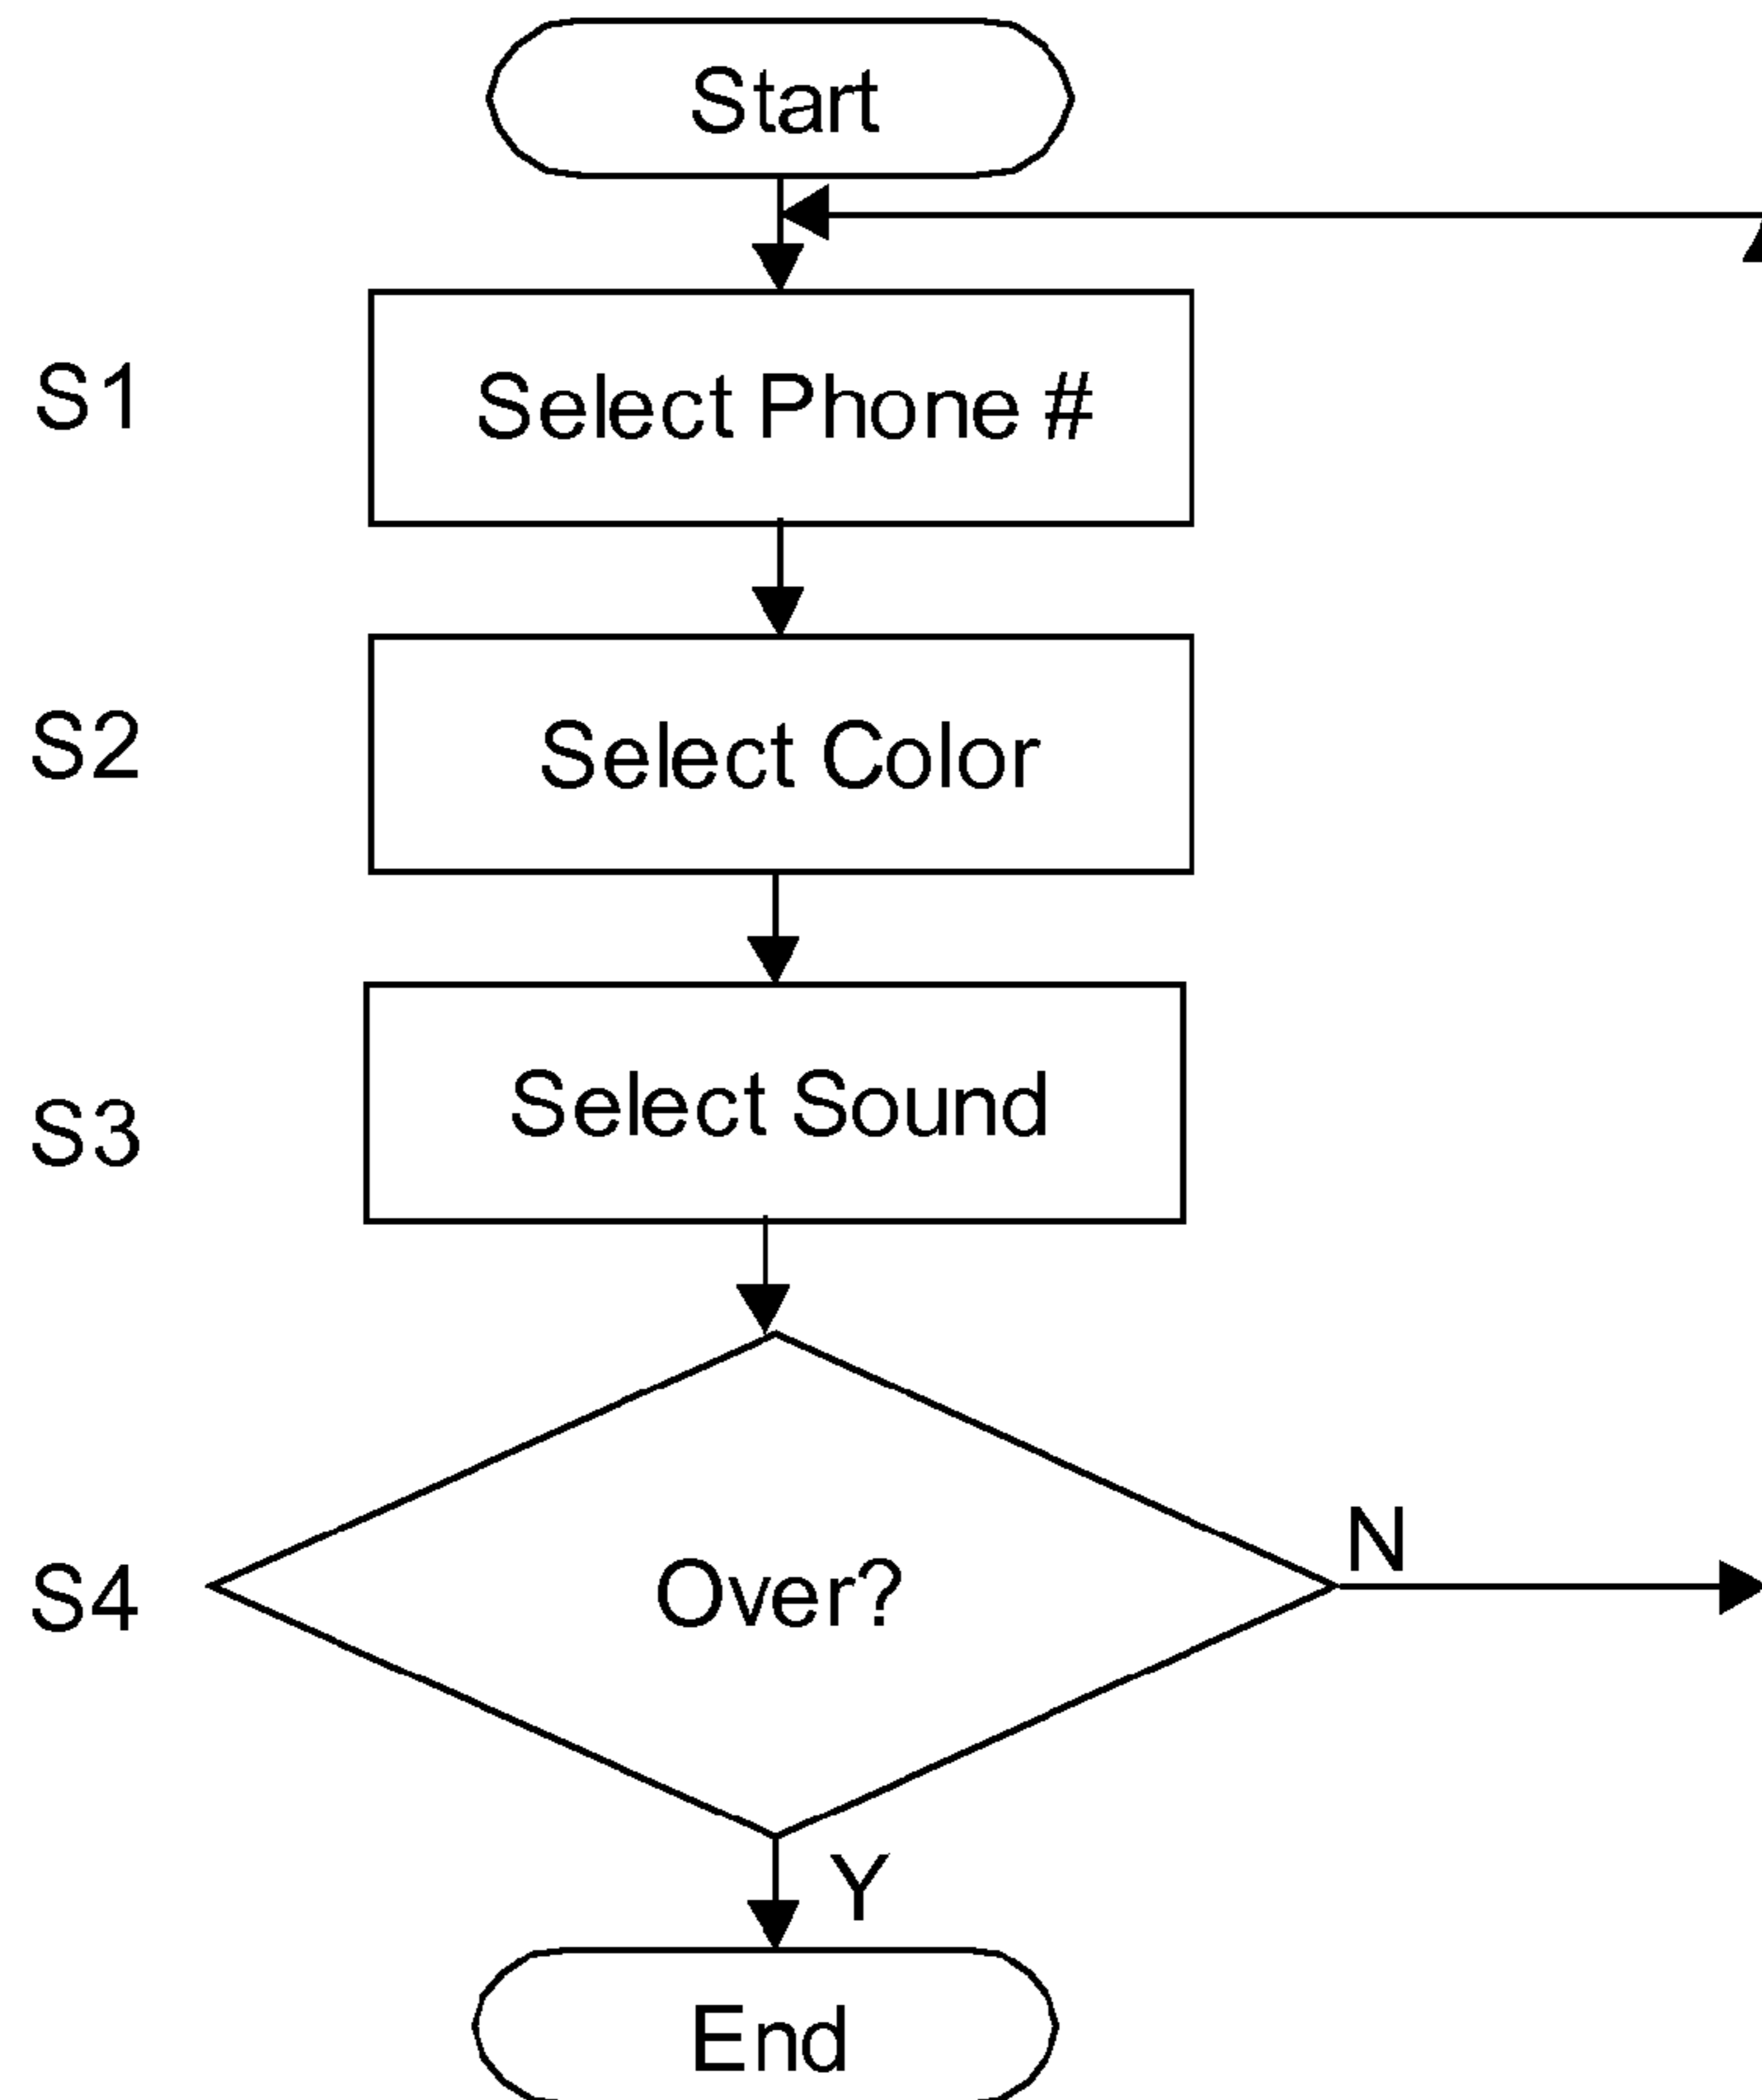 Start
S1
Select Phone #
S2
Select Color
S3
Select Sound
S4
Over?
N
Y
End